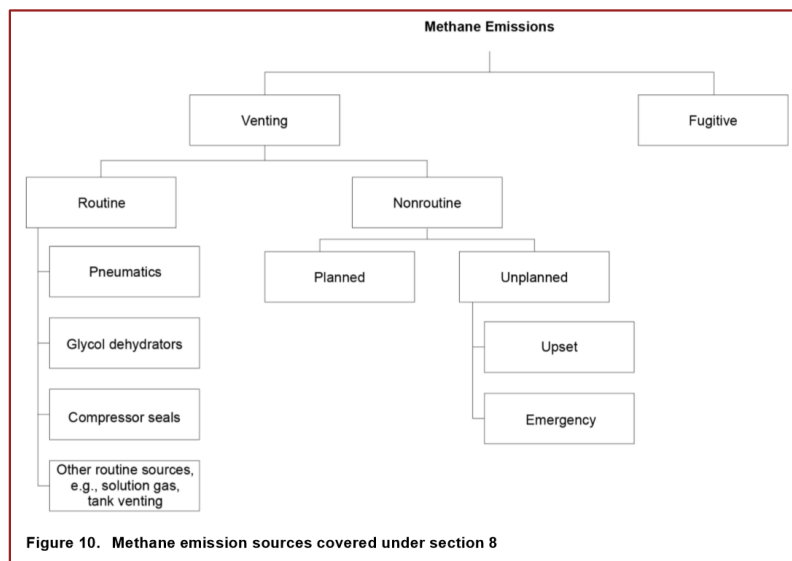 Methane Emissions
Venting
Fugitive
Routine
Nonroutine
Pneumatics
Planned
Unplanned
Glycol dehydrators
Upset
Compressor seals
Emergency
Other routine sources,
e.g., solution gas,
tank venting
Figure 10. Methane emission sources covered under section 8